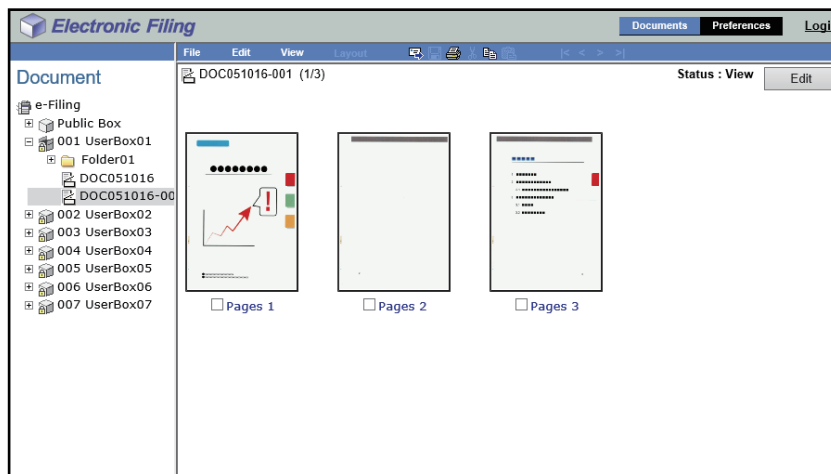 Electronic Filing
Documents Preferences Logi
File Edit View Layout
Document
DOC051016-001 (1/3)
Status : View
Edit
e-Filing
Public Box
001 UserBox01
Folder01
DOC051016
DOC051016-00
002 UserBox02
003 UserBox03
004 UserBox04
005 UserBox05
006 UserBox06
007 UserBox07
!
Pages 1 Pages 2 Pages 3